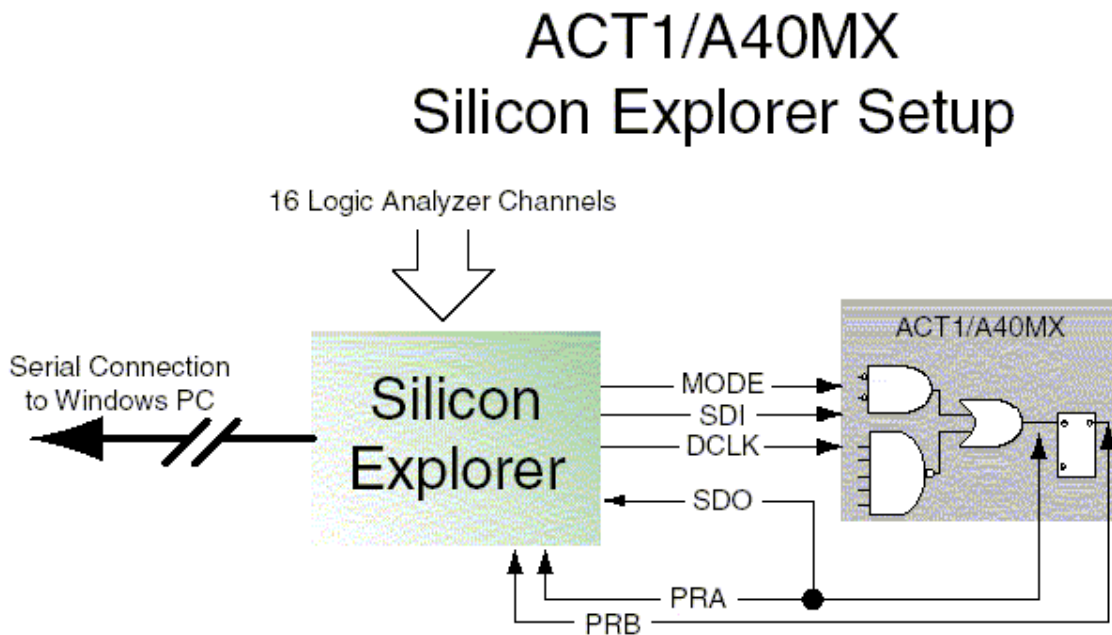 ACT1/A40MX
Silicon Explorer Setup
16 Logic Analyzer Channels
Serial Connection
to Windows PC
Silicon
Explorer
MODE
SDI
DCLK
SDO
PRA
PRB
ACT1/A40MX